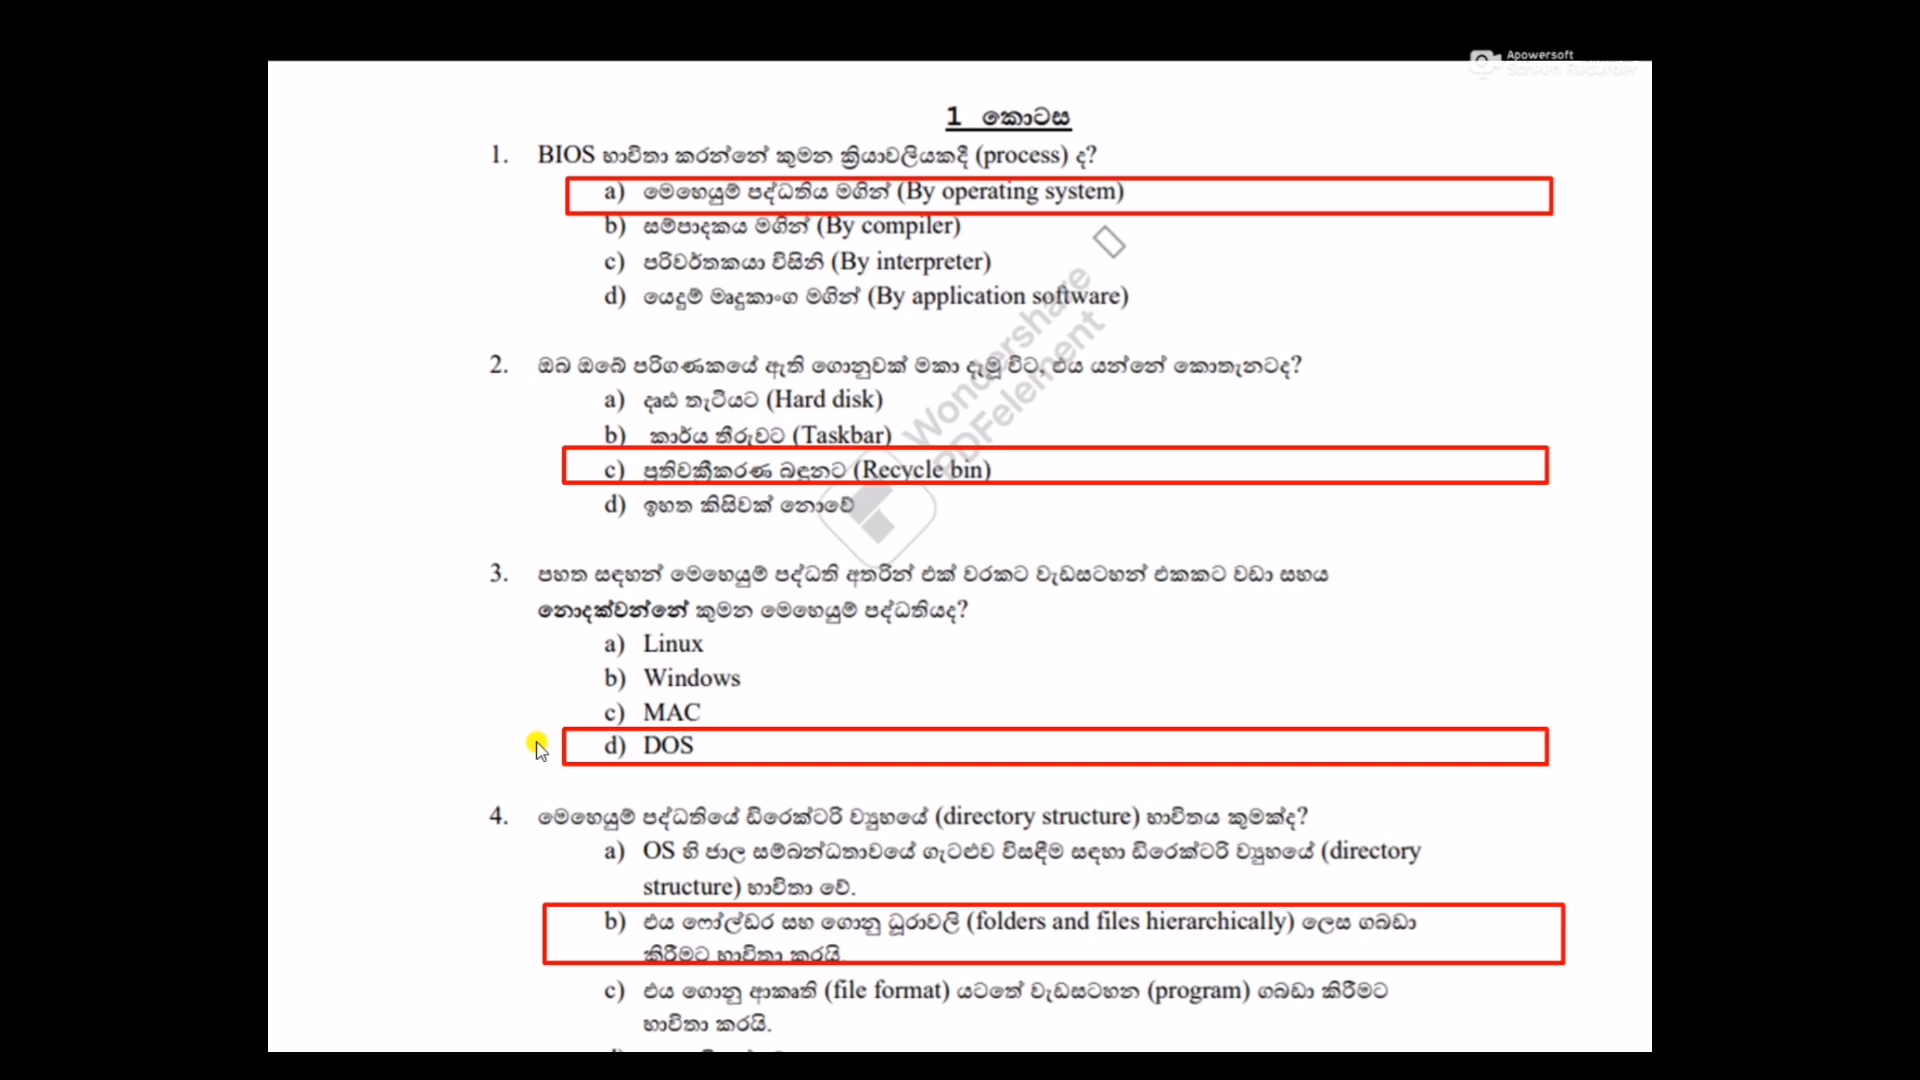 Apowersoft
Screen Recorder
1 කොටස
1. BIOS භාවිතා කරන්නේ කුමන ක්‍රියාවලියකදී (process) ද?
a) මෙහෙයුම් පද්ධතිය මගින් (By operating system)
b) සම්පාදකය මගින් (By compiler)
c) පරිවර්තකයා විසිනි (By interpreter)
d) යෙදුම් මෘදුකාංග මගින් (By application software)
2. ඔබ ඔබේ පරිගණකයේ ඇති ගොනුවක් මකා දැමූ විට, එය යන්නේ කොතැනටද?
a) දෘඪ තැටියට (Hard disk)
b) කාර්ය තීරුවට (Taskbar)
c) ප්‍රතිචක්‍රීකරණ බඳුනට (Recycle bin)
d) ඉහත කිසිවක් නොවේ
Wondershare
PDFelement
3. පහත සඳහන් මෙහෙයුම් පද්ධති අතරින් එක් වරකට වැඩසටහන් එකකට වඩා සහය
නොදක්වන්නේ කුමන මෙහෙයුම් පද්ධතියද?
a) Linux
b) Windows
c) MAC
d) DOS
4. මෙහෙයුම් පද්ධතියේ ඩිරෙක්ටරි ව්‍යුහයේ (directory structure) භාවිතය කුමක්ද?
a) OS හි ජාල සම්බන්ධතාවයේ ගැටළුව විසඳීම සඳහා ඩිරෙක්ටරි ව්‍යුහයේ (directory
structure) භාවිතා වේ.
b) එය ෆෝල්ඩර සහ ගොනු ධූරාවලි (folders and files hierarchically) ලෙස ගබඩා
කිරීමට භාවිතා කරයි.
c) එය ගොනු ආකෘති (file format) යටතේ වැඩසටහන (program) ගබඩා කිරීමට
භාවිතා කරයි.